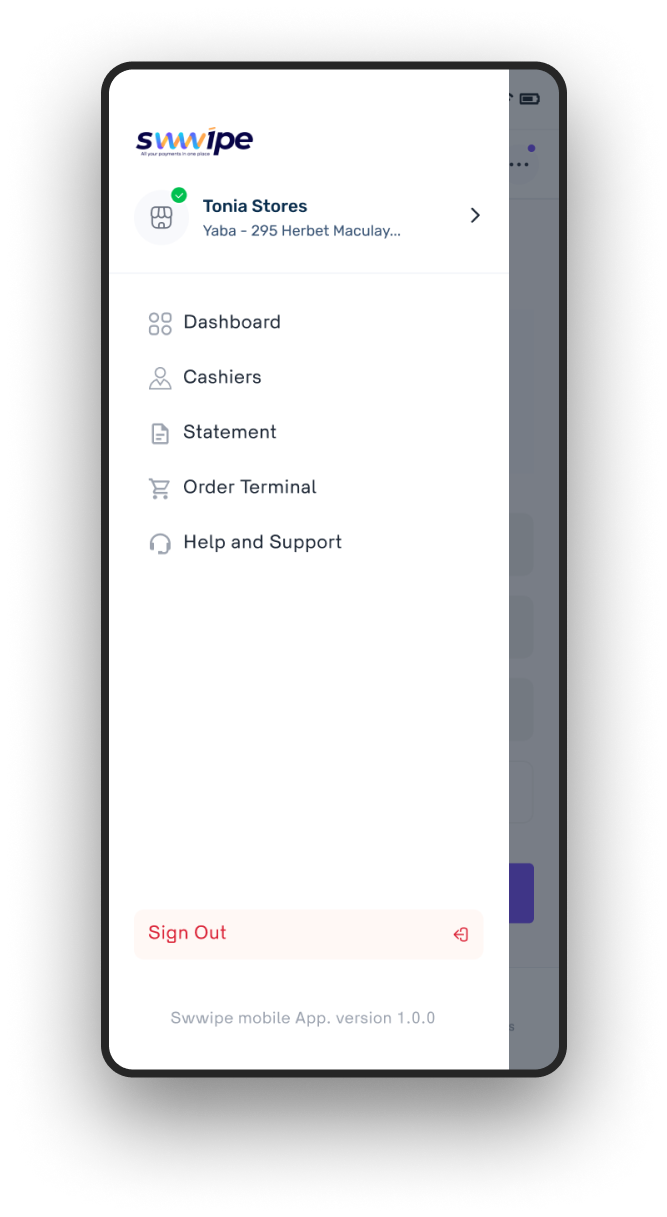 swwipe
All your payments in one place
Tonia Stores
Yaba - 295 Herbet Maculay...
Dashboard
Cashiers
Statement
Order Terminal
Help and Support
Sign Out
Swwipe mobile App. version 1.0.0
s